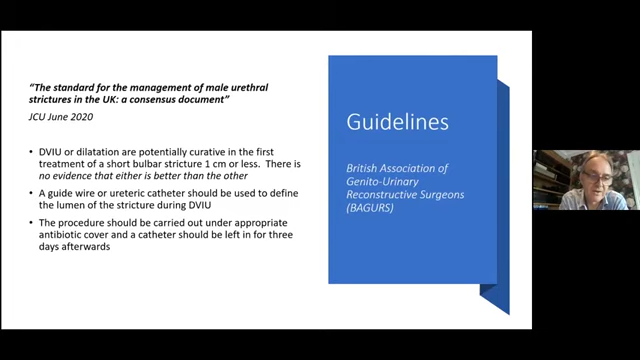 "The standard for the management of male urethral
strictures in the UK: a consensus document"
JCU June 2020
• DVIU or dilatation are potentially curative in the first
treatment of a short bulbar stricture 1 cm or less. There is
no evidence that either is better than the other
• A guide wire or ureteric catheter should be used to define
the lumen of the stricture during DVIU
• The procedure should be carried out under appropriate
antibiotic cover and a catheter should be left in for three
days afterwards
Guidelines
British Association of
Genito-Urinary
Reconstructive Surgeons
(BAGURS)